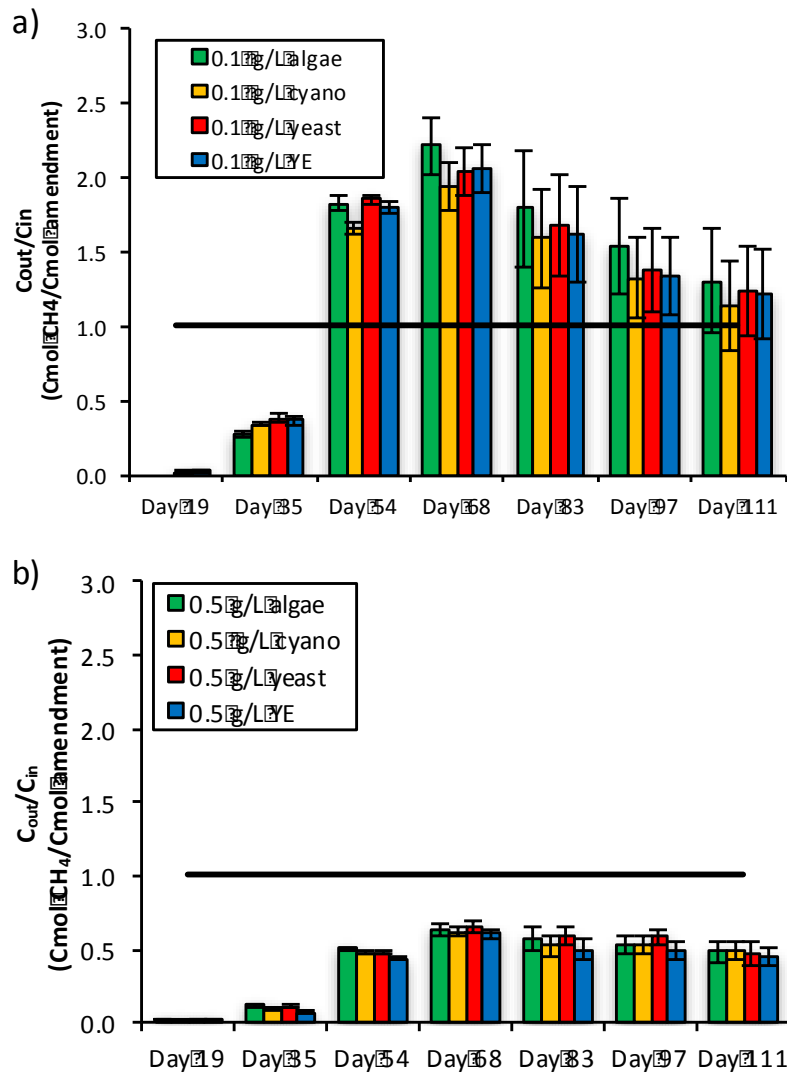 a)
3.0
2.5
2.0
1.5
1.0
0.5
0.0
Cout/Cin
(Cmol CH4/Cmol amendment)
0.1 g/L algae
0.1 g/L cyano
0.1 g/L yeast
0.1 g/L YE
Day 19 Day 35 Day 54 Day 68 Day 83 Day 97 Day 111
b)
3.0
2.5
2.0
1.5
1.0
0.5
0.0
Cout/Cin
(Cmol CH4/Cmol amendment)
0.5 g/L algae
0.5 g/L cyano
0.5 g/L yeast
0.5 g/L YE
Day 19 Day 35 Day 54 Day 68 Day 83 Day 97 Day 111